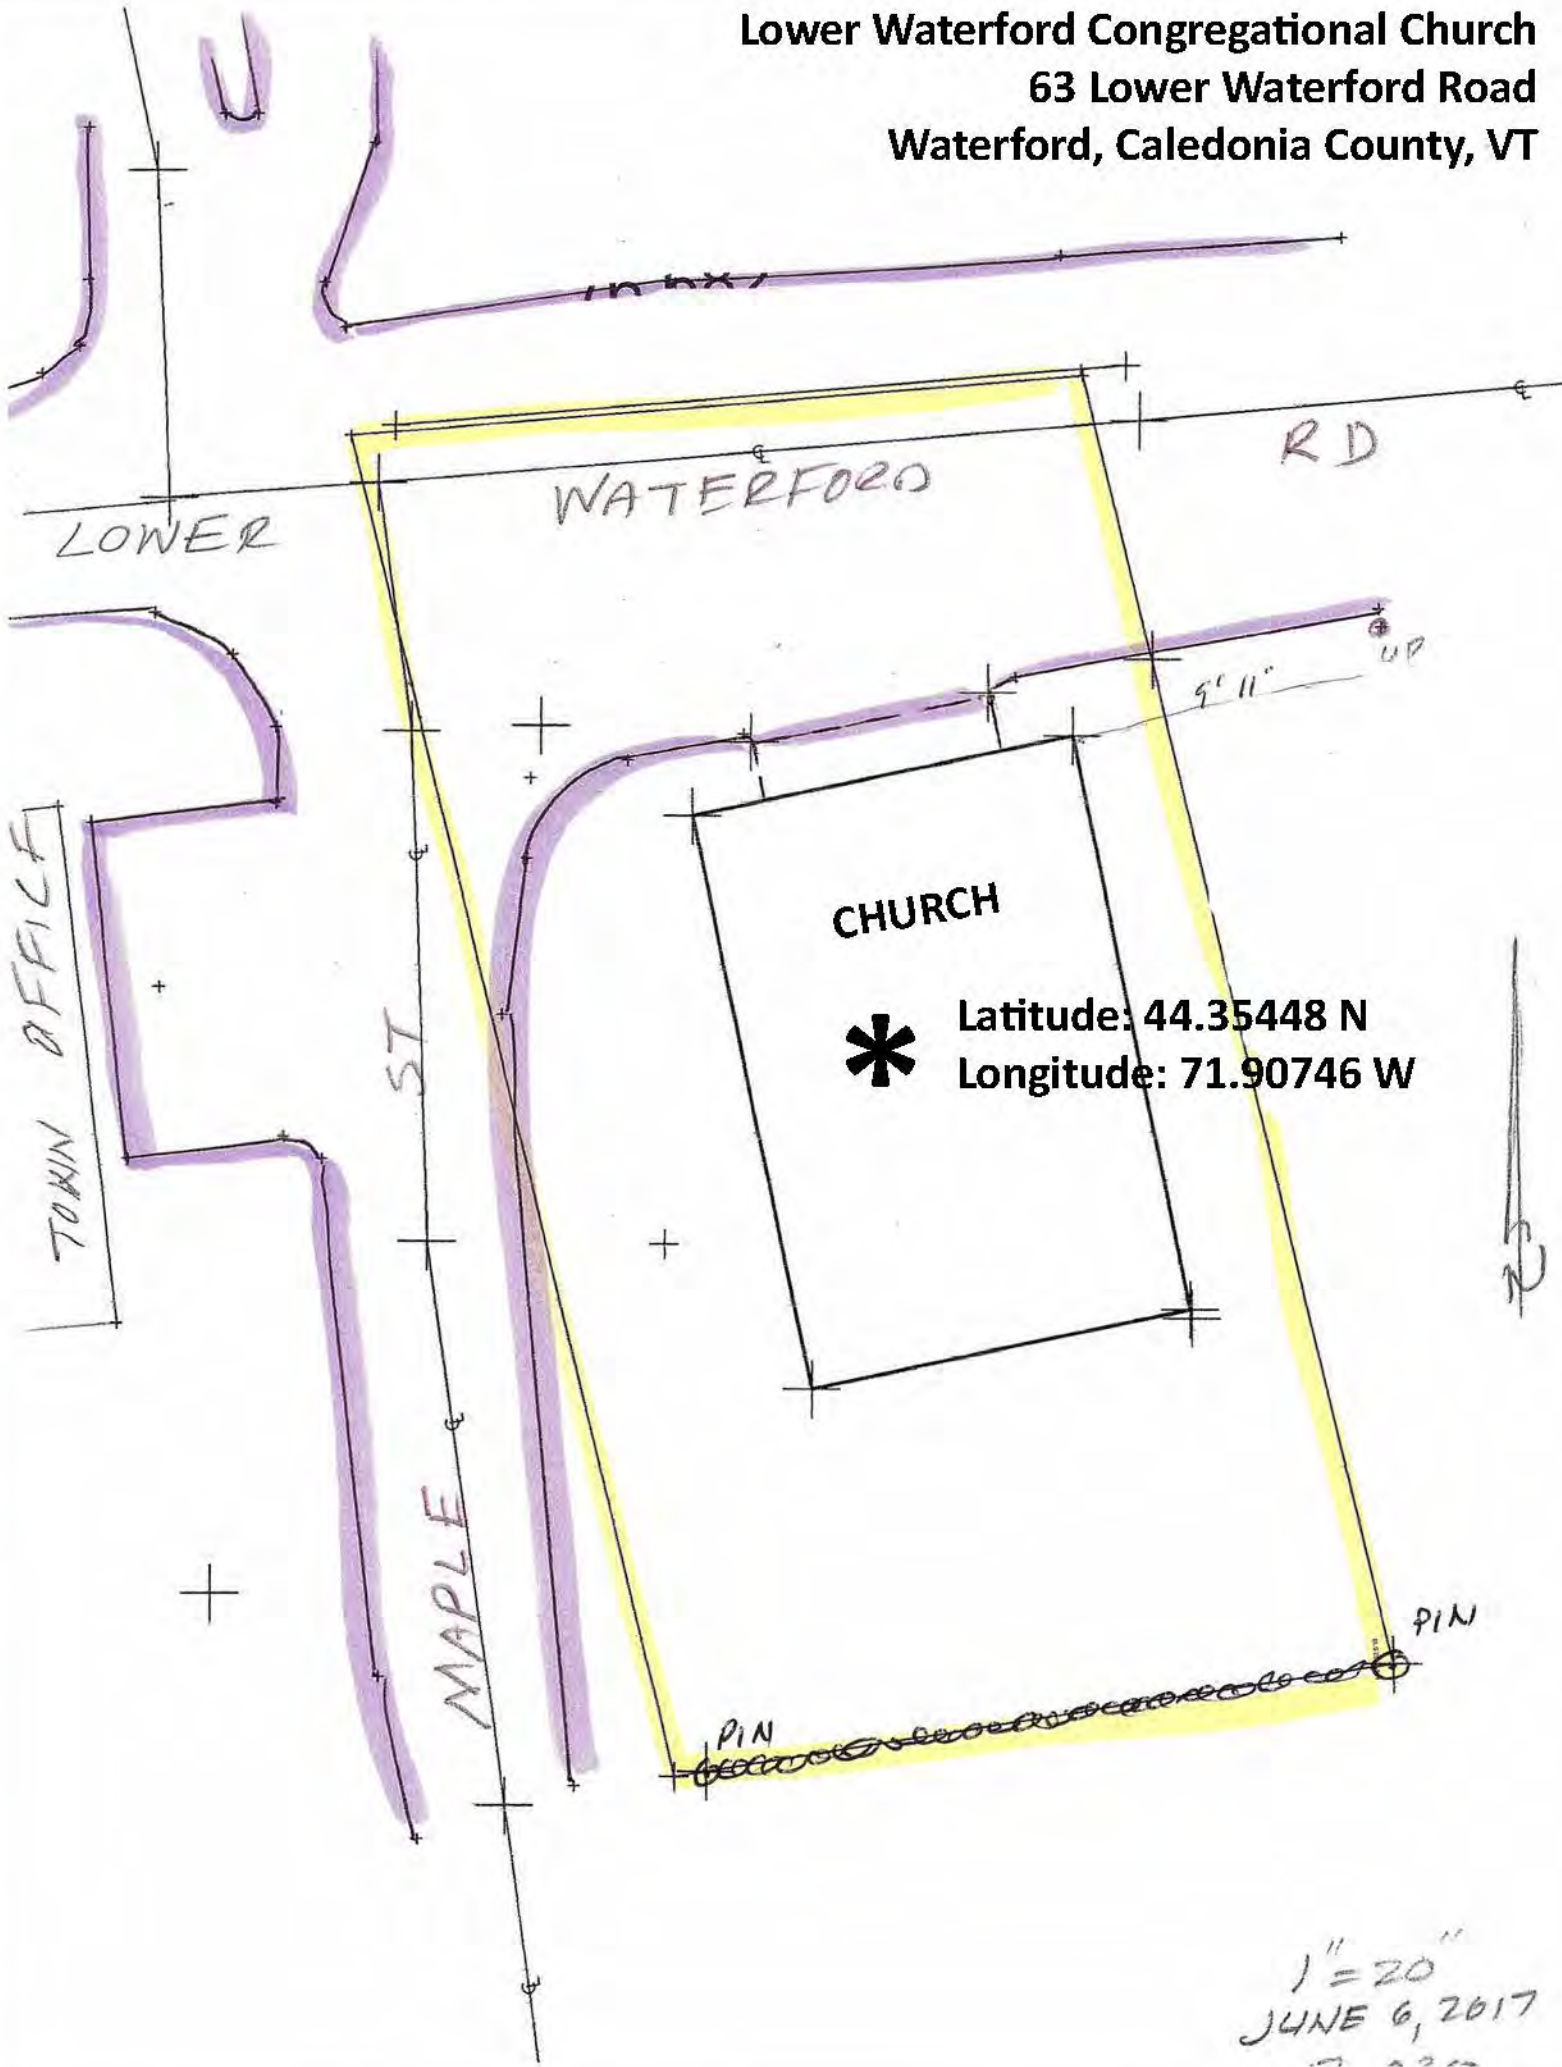 Lower Waterford Congregational Church
63 Lower Waterford Road
Waterford, Caledonia County, VT
RD
WATERFORD
LOWER
UP
9' 11"
TOWN OFFICE
CHURCH
ST
* Latitude: 44.35448 N
Longitude: 71.90746 W
MAPLE
PIN
PIN
1" = 20"
JUNE 6, 2017